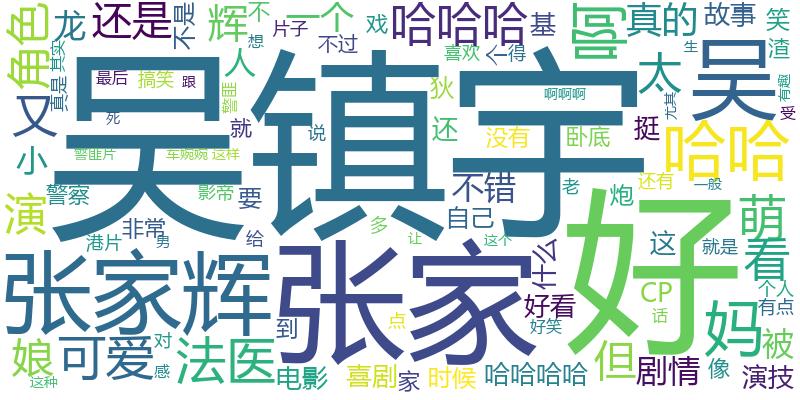 龙
还是
不是
辉
不
一个
戏
哈哈哈
基
啊
真的
故事
笑
角色
真是
其实
想
片子
不过
喜欢
得
吴
太
渣
生
人
最后
搞笑
跟
警匪
狄
啊啊啊
尤其
有趣
受
又
死
就
吴镇宇
说
还
没有
卧底
挺
哈哈
小
警匪片
车婉婉
这样
不错
还有
一般
演
警察
影帝
要
老
炮
萌
港片
非常
男
给
多
让
自己
这个
什么
这
就是
看
张家辉
张家
好
CP
话
个人
有点
到
点
好看
好笑
妈
被
娘
可爱
对
感
法医
电影
喜剧
家
时候
哈哈哈哈
但
剧情
像
演技
这种